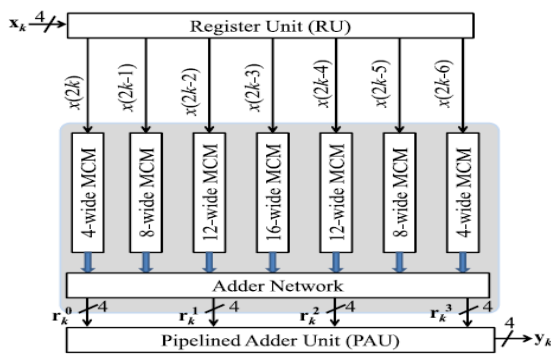 x_k 4 Register Unit (RU)
x(2k)
x(2k-1)
x(2k-2)
x(2k-3)
x(2k-4)
x(2k-5)
x(2k-6)
4-wide MCM
8-wide MCM
12-wide MCM
16-wide MCM
12-wide MCM
8-wide MCM
4-wide MCM
Adder Network
r_k^0 4 r_k^1 4 r_k^2 4 r_k^3 4
Pipelined Adder Unit (PAU) 4 y_k